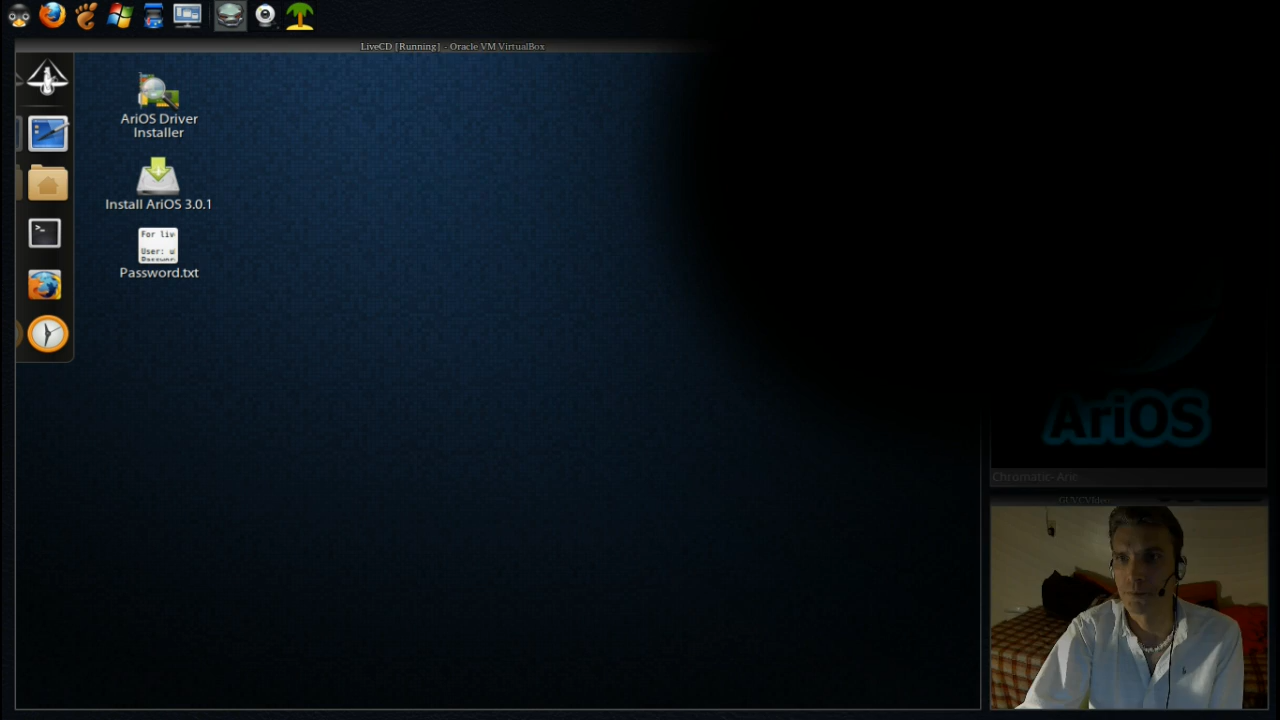 LiveCD [Running] - Oracle VM VirtualBox
AriOS Driver
Installer
Install AriOS 3.0.1
For liv
User: u
Password.txt
>_
AriOS
Chromatic- Aric
GUVCVideo